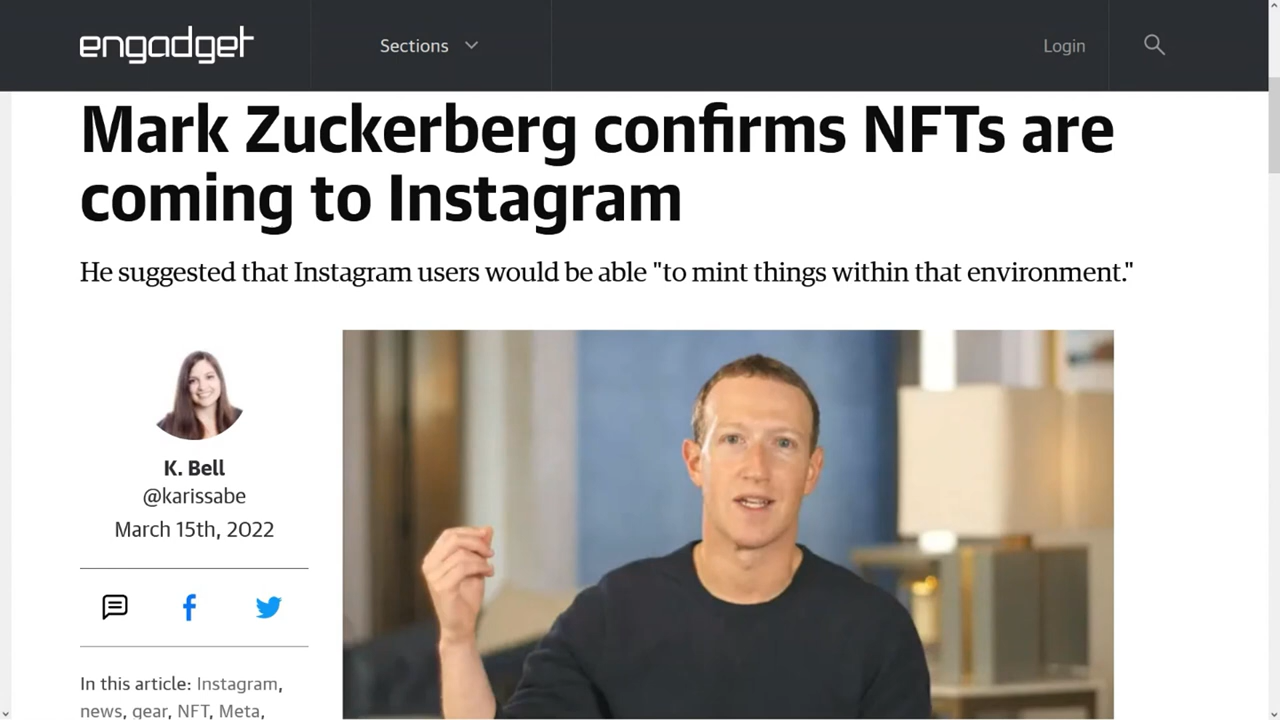 engadget
Sections
Login
Mark Zuckerberg confirms NFTs are
coming to Instagram
He suggested that Instagram users would be able "to mint things within that environment."
K. Bell
@karissabe
March 15th, 2022
In this article: Instagram,
news, gear, NFT, Meta,